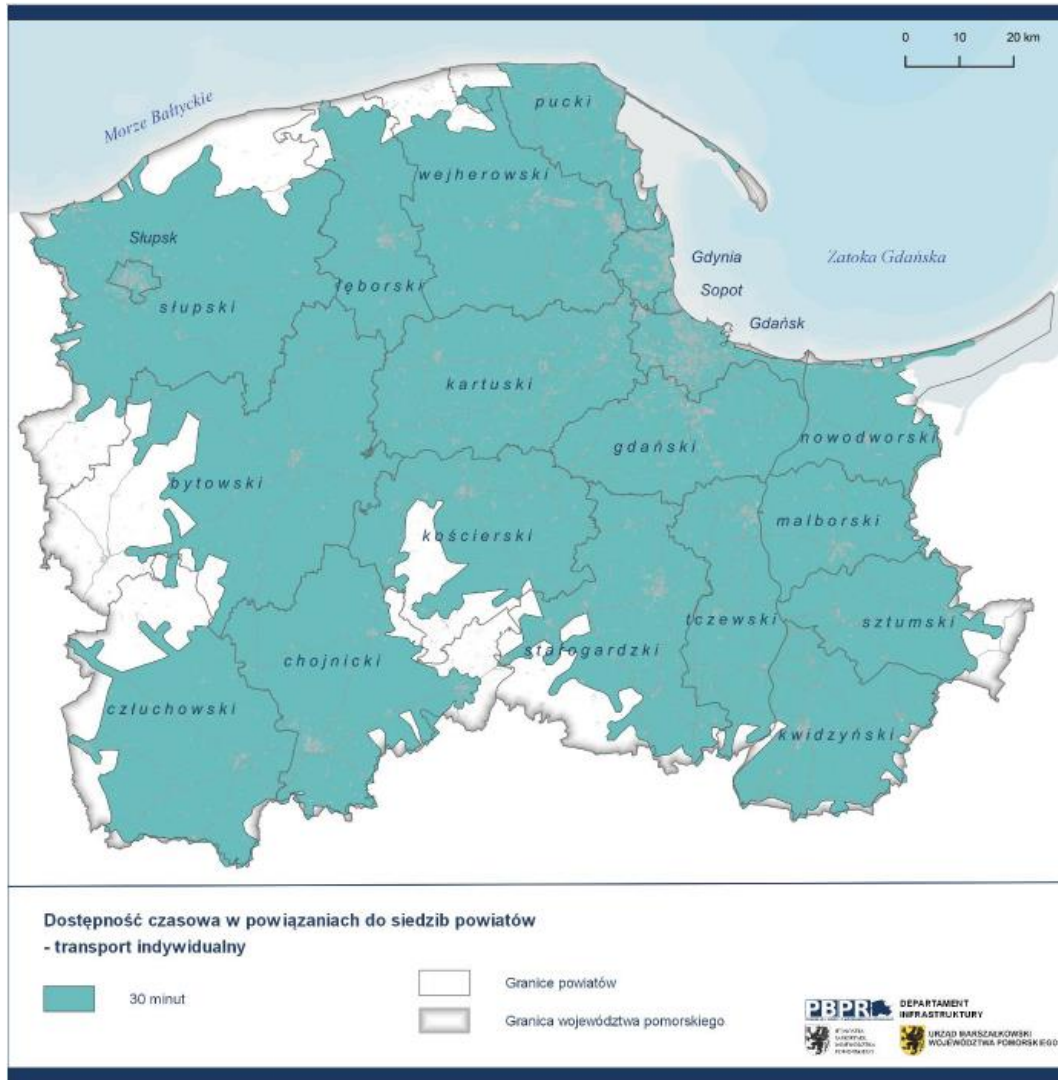 0 10 20 km
Morze Bałtyckie
pucki
wejherowski
Słupsk
Gdynia
Zatoka Gdańska
Sopot
łęborski
słupski
Gdańsk
kartuski
gdański
nowodworski
bytowski
malborski
kościerski
tczewski
sztumski
starogardzki
chojnicki
człuchowski
kwidzyński
Dostępność czasowa w powiązaniach do siedzib powiatów
- transport indywidualny
30 minut
Granice powiatów
Granica województwa pomorskiego
PBPR
DEPARTAMENT
INFRASTRUKTURY
URZĄD MARSZAŁKOWSKI
WOJEWÓDZTWA POMORSKIEGO